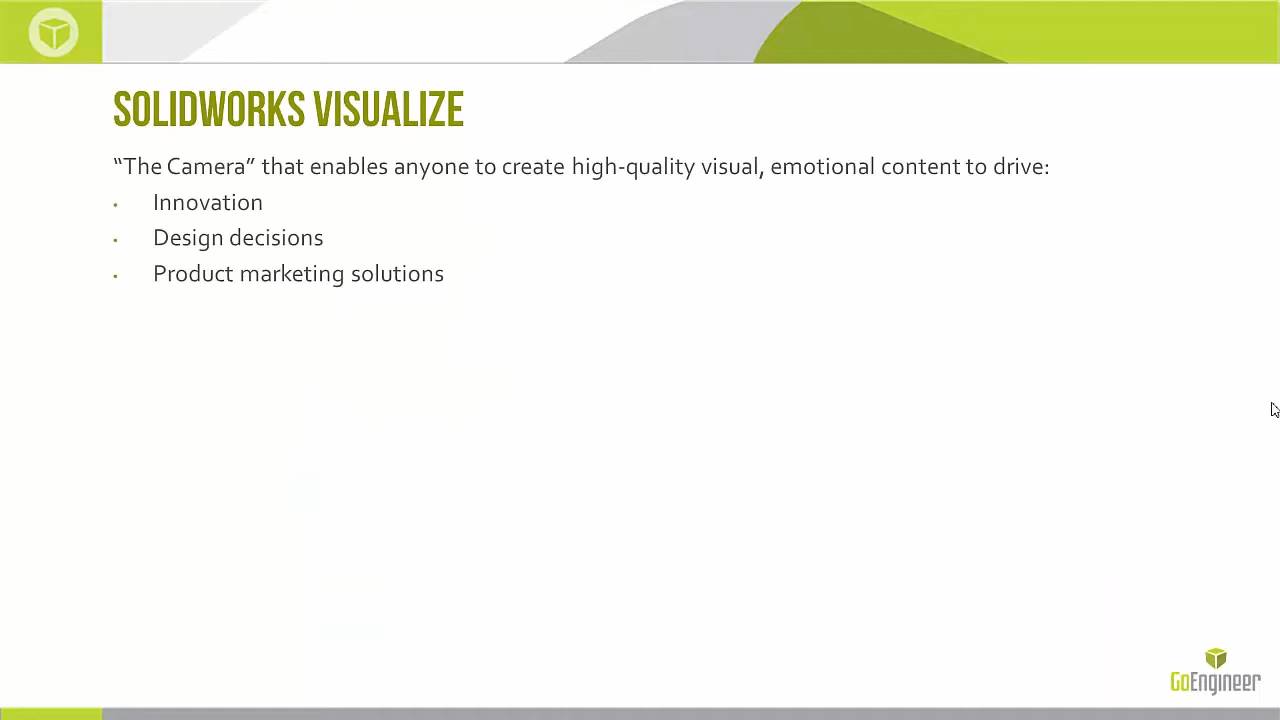 SOLIDWORKS VISUALIZE
“The Camera” that enables anyone to create high-quality visual, emotional content to drive:
• Innovation
• Design decisions
• Product marketing solutions
GoEngineer